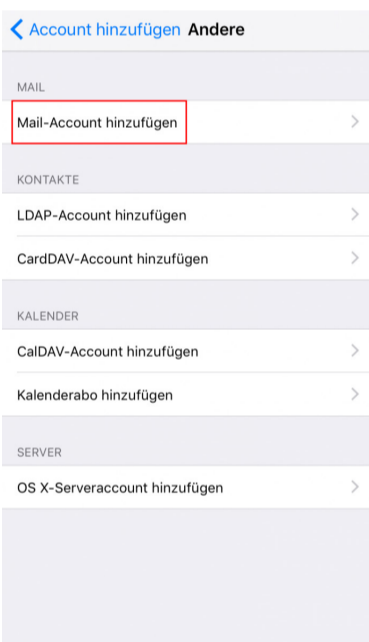 Account hinzufügen Andere
MAIL
Mail-Account hinzufügen
KONTAKTE
LDAP-Account hinzufügen
CardDAV-Account hinzufügen
KALENDER
CalDAV-Account hinzufügen
Kalenderabo hinzufügen
SERVER
OS X-Serveraccount hinzufügen